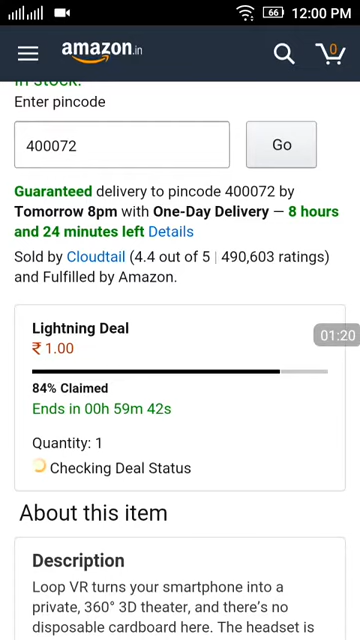 66 12:00 PM
amazon.in
0
In stock.
Enter pincode
400072 Go
Guaranteed delivery to pincode 400072 by
Tomorrow 8pm with One-Day Delivery — 8 hours
and 24 minutes left Details
Sold by Cloudtail (4.4 out of 5 | 490,603 ratings)
and Fulfilled by Amazon.
Lightning Deal
01:20
₹ 1.00
84% Claimed
Ends in 00h 59m 42s
Quantity: 1
Checking Deal Status
About this item
Description
Loop VR turns your smartphone into a
private, 360° 3D theater, and there's no
disposable cardboard here. The headset is